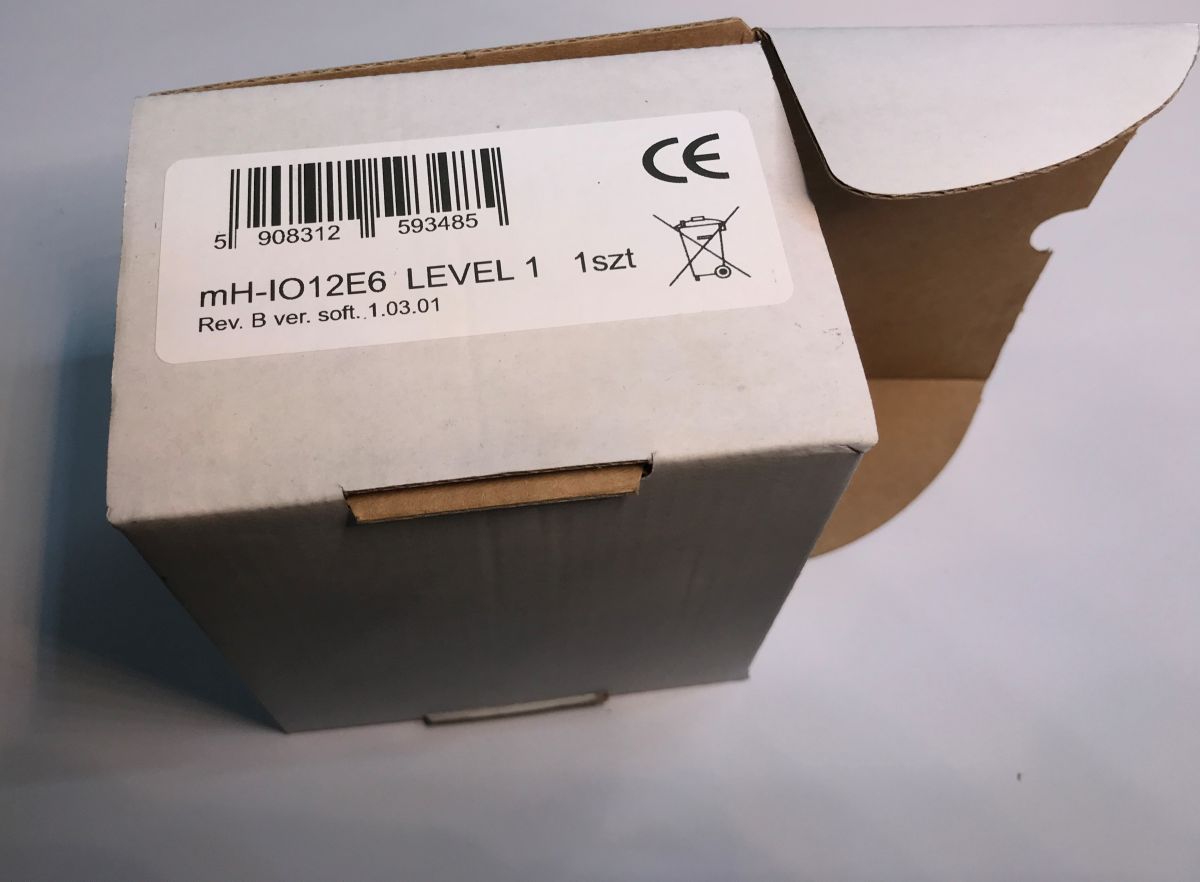 CE
5 908312 593485
mH-IO12E6 LEVEL 1 1szt
Rev. B ver. soft. 1.03.01